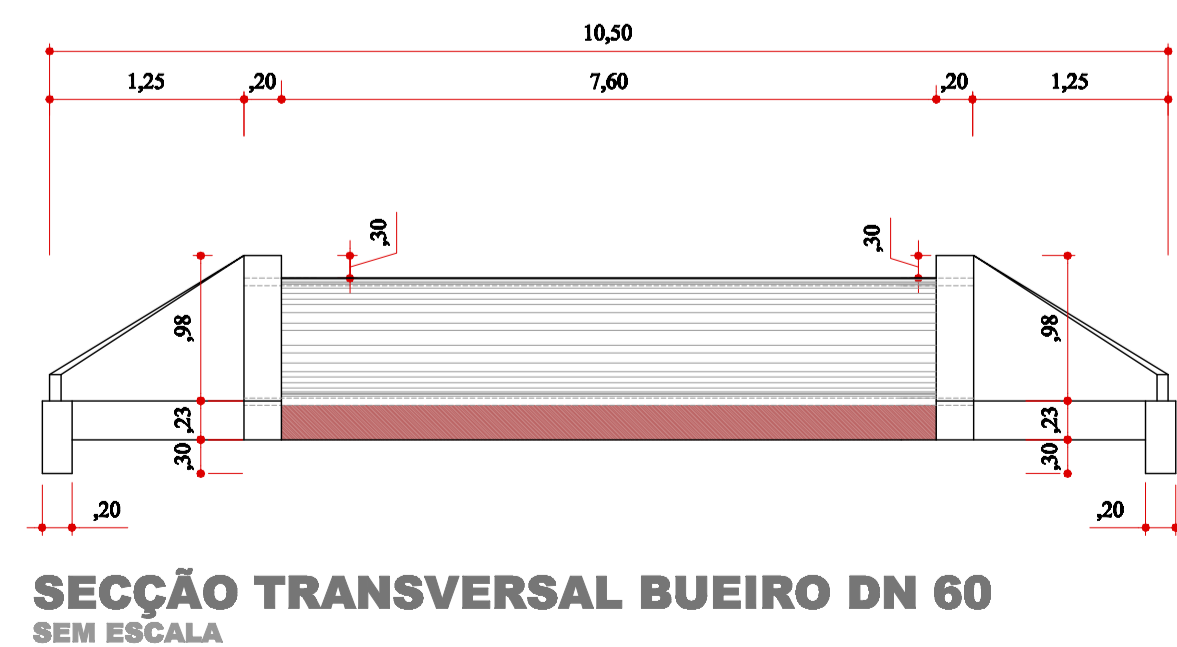 10,50
1,25 ,20 7,60 ,20 1,25
,30 ,30
,98 ,98
,23 ,23
,30 ,30
,20 ,20
SECÇÃO TRANSVERSAL BUEIRO DN 60
SEM ESCALA